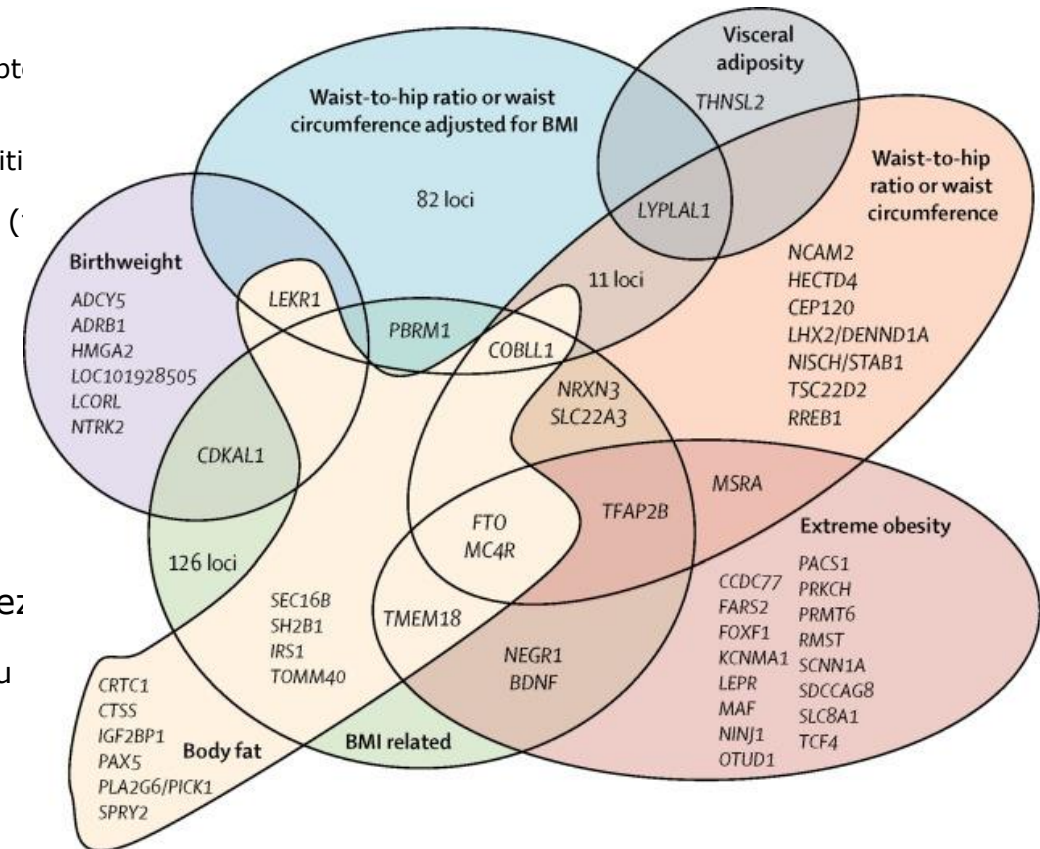 Visceral
adiposity
THNSL2
Waist-to-hip ratio or waist
circumference adjusted for BMI
82 loci
LYPLAL1
Waist-to-hip
ratio or waist
circumference
NCAM2
HECTD4
CEP120
LHX2/DENND1A
NISCH/STAB1
TSC22D2
RREB1
11 loci
Birthweight
ADCY5
ADRB1
HMGA2
LOC101928505
LCORL
NTRK2
LEKR1
PBRM1
COBLL1
NRXN3
SLC22A3
CDKAL1
126 loci
FTO
MC4R
TFAP2B
MSRA
Extreme obesity
CCDC77
FARS2
FOXF1
KCNMA1
LEPR
MAF
NINJ1
OTUD1
PACS1
PRKCH
PRMT6
RMST
SCNN1A
SDCCAG8
SLC8A1
TCF4
SEC16B
SH2B1
IRS1
TOMM40
TMEM18
NEGR1
BDNF
CRTC1
CTSS
IGF2BP1
PAX5
PLA2G6/PICK1
SPRY2
Body fat
BMI related